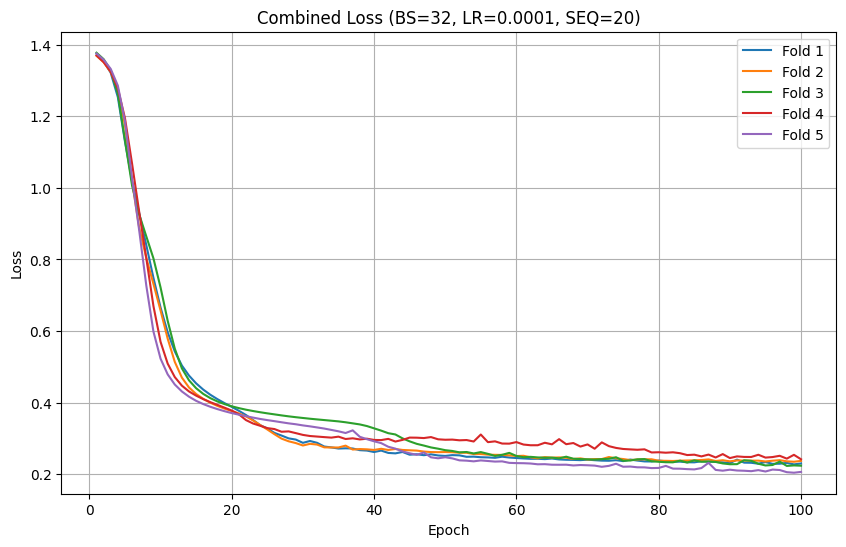 Combined Loss (BS=32, LR=0.0001, SEQ=20)
Fold 1
Fold 2
Fold 3
Fold 4
Fold 5
Loss
1.4
1.2
1.0
0.8
0.6
0.4
0.2
0 20 40 60 80 100
Epoch